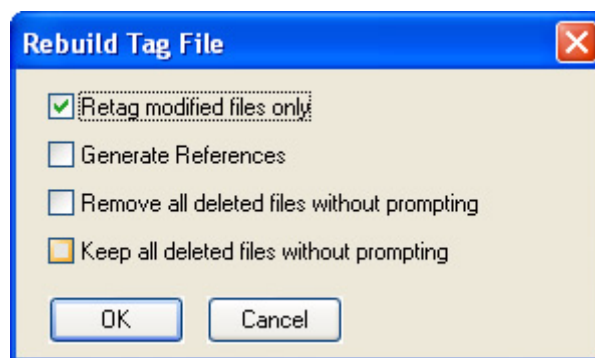 Rebuild Tag File
Retag modified files only
Generate References
Remove all deleted files without prompting
Keep all deleted files without prompting
OK Cancel